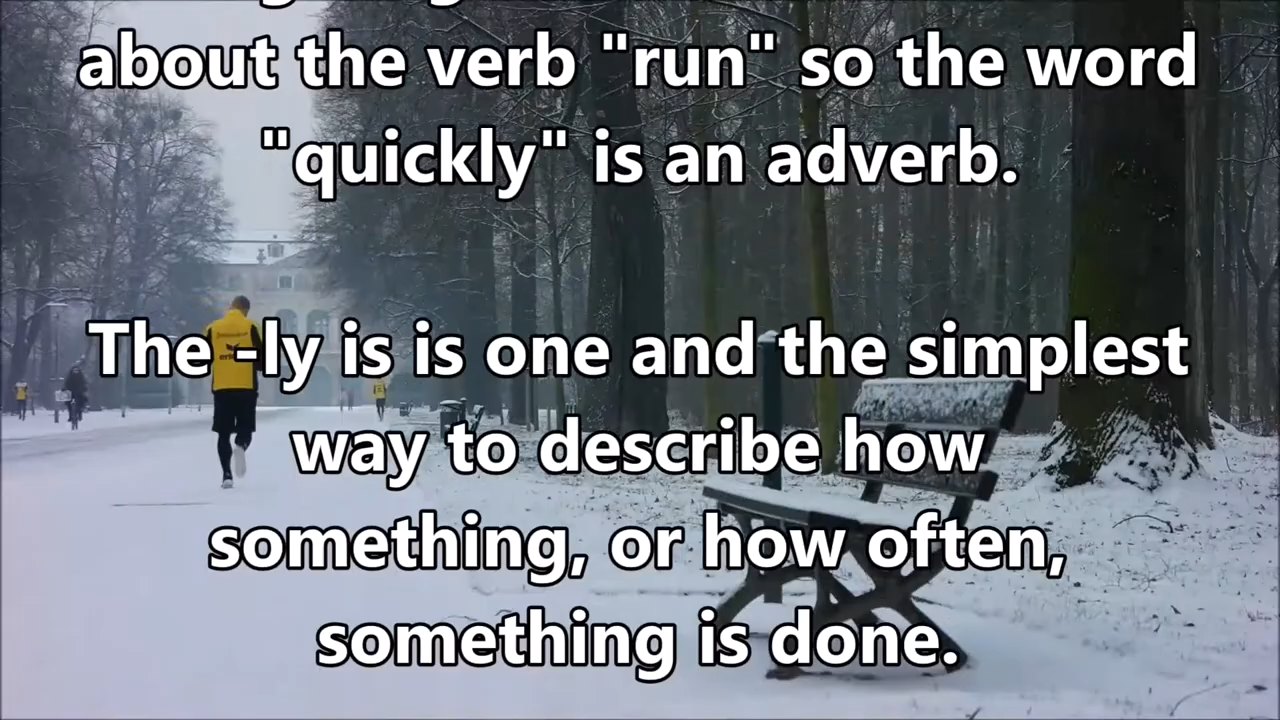 about the verb "run" so the word
"quickly" is an adverb.
The -ly is is one and the simplest
way to describe how
something, or how often,
something is done.